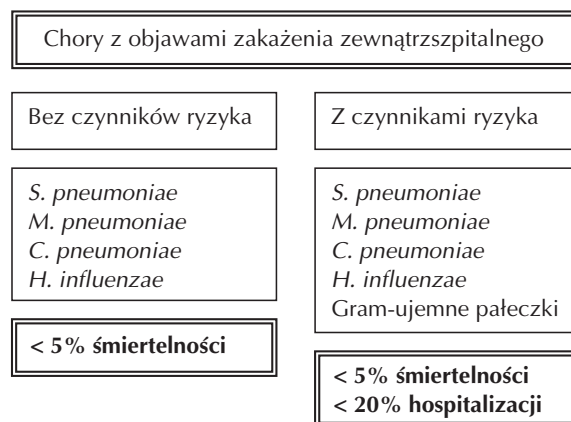 Chory z objawami zakażenia zewnątrzszpitalnego
Bez czynników ryzyka
S. pneumoniae
M. pneumoniae
C. pneumoniae
H. influenzae
< 5% śmiertelności
Z czynnikami ryzyka
S. pneumoniae
M. pneumoniae
C. pneumoniae
H. influenzae
Gram-ujemne pałeczki
< 5% śmiertelności
< 20% hospitalizacji